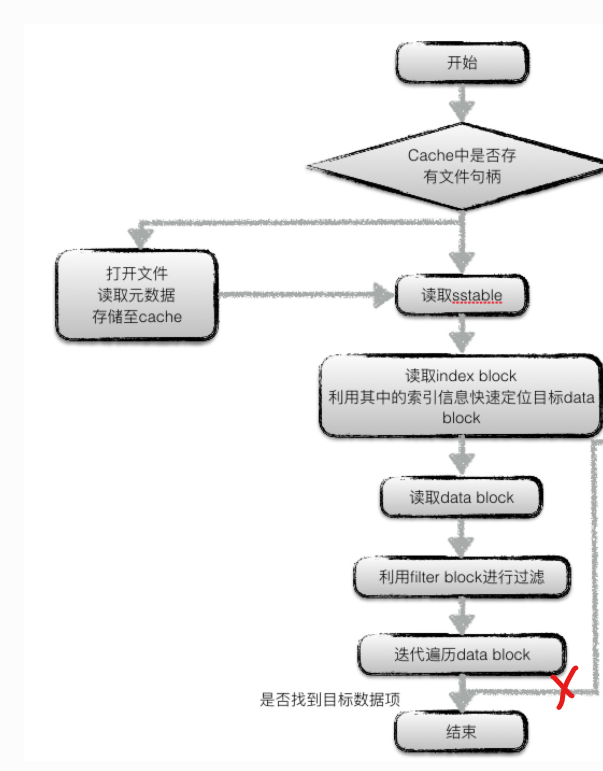 开始
Cache中是否存
有文件句柄
打开文件
读取元数据
存储至cache
读取sstable
读取index block
利用其中的索引信息快速定位目标data
block
读取data block
利用filter block进行过滤
迭代遍历data block
是否找到目标数据项
结束